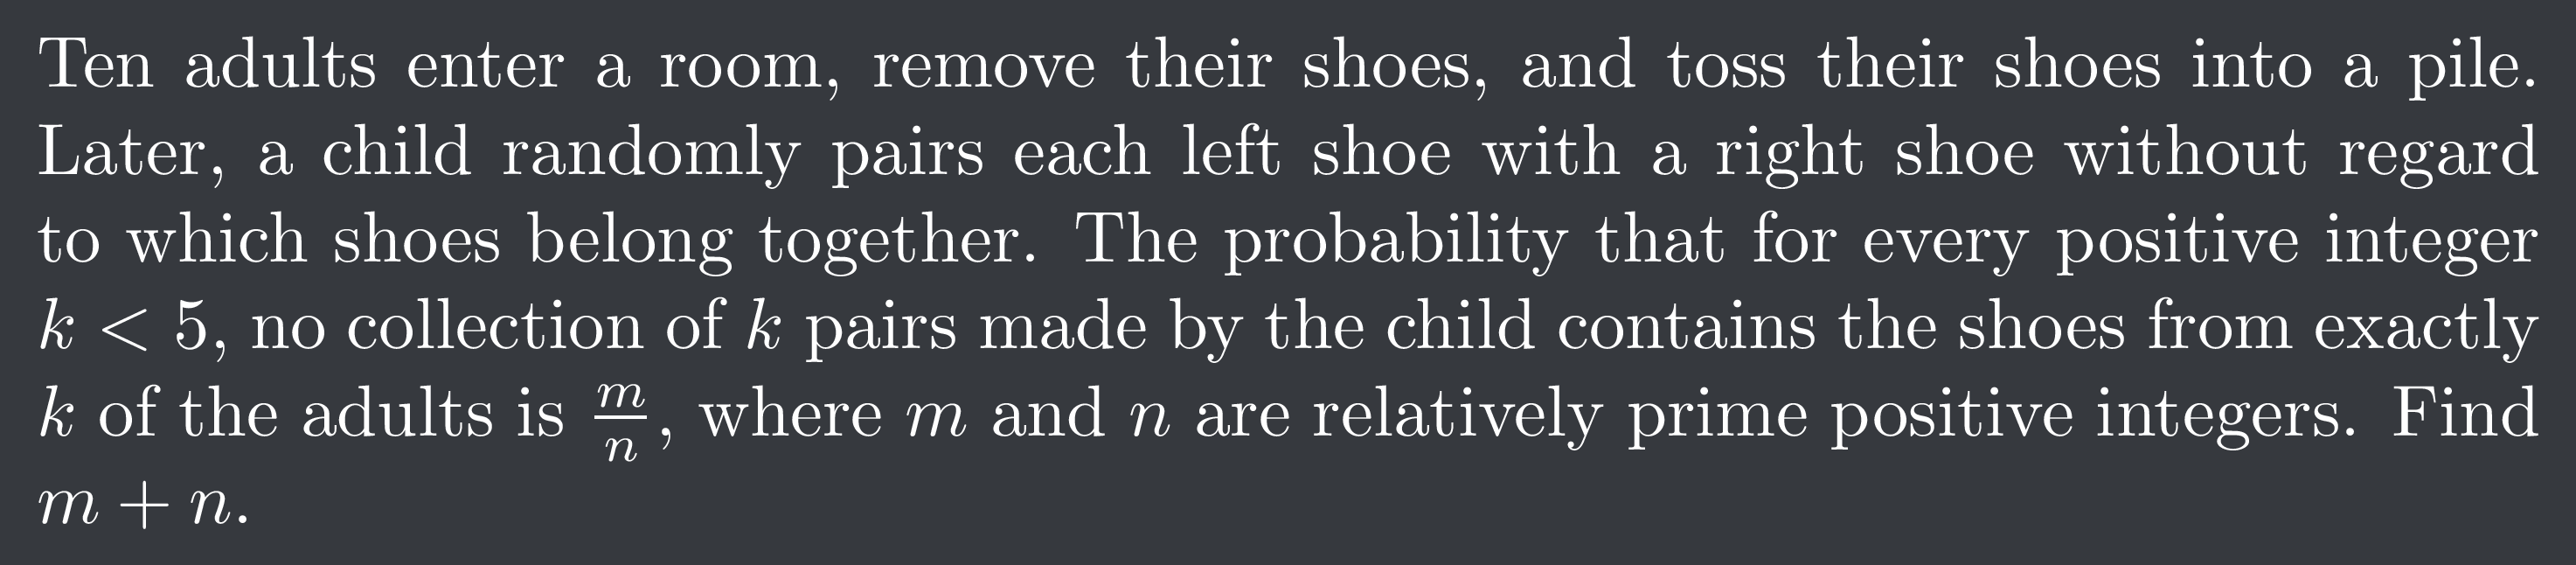 Ten adults enter a room, remove their shoes, and toss their shoes into a pile.
Later, a child randomly pairs each left shoe with a right shoe without regard
to which shoes belong together. The probability that for every positive integer
k < 5, no collection of k pairs made by the child contains the shoes from exactly
k of the adults is m/n, where m and n are relatively prime positive integers. Find
m + n.